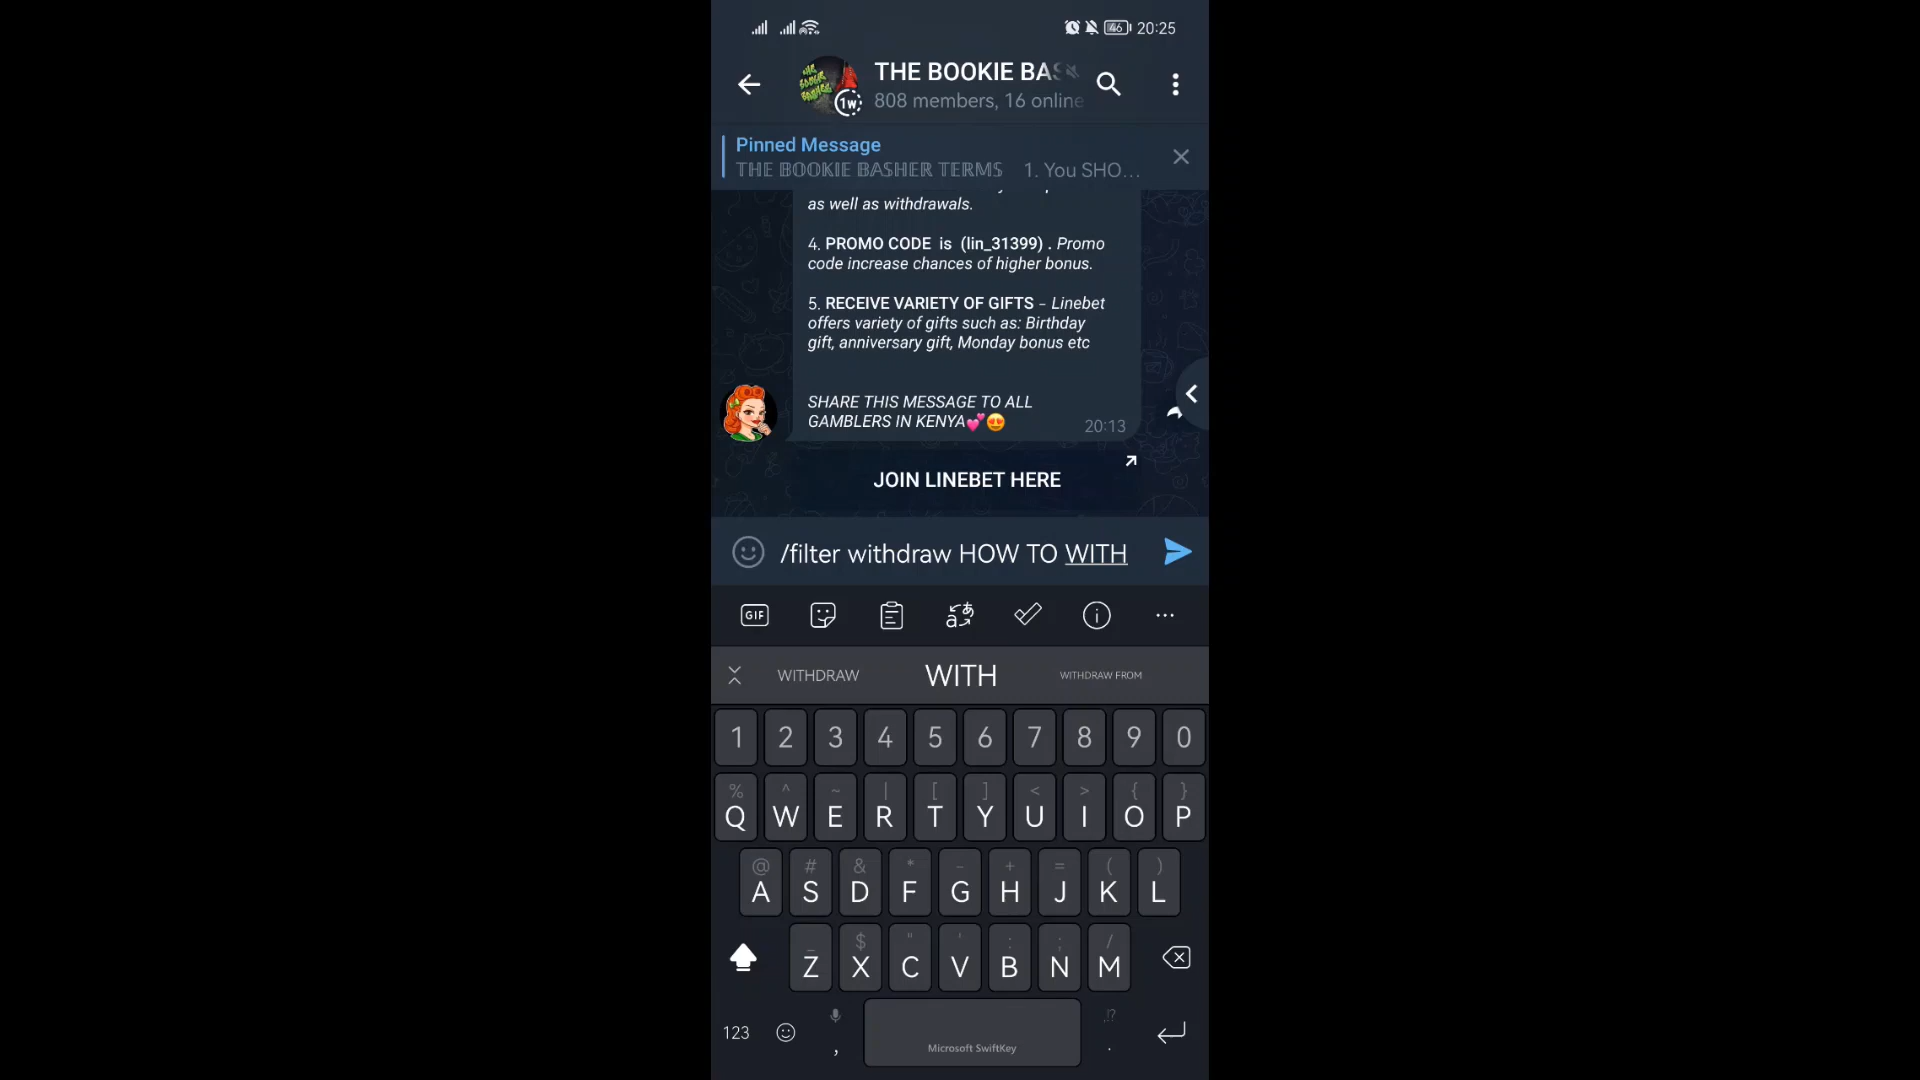 20:25
THE BOOKIE BAS
1w
808 members, 16 online
Pinned Message
𝕋ℍ𝔼 𝔹𝕆𝕆𝕂𝕀𝔼 𝔹𝔸𝕊ℍ𝔼ℝ 𝕋𝔼ℝ𝕄𝕊 1. You SHO...
as well as withdrawals.
4. PROMO CODE is (lin_31399) . Promo
code increase chances of higher bonus.
5. RECEIVE VARIETY OF GIFTS - Linebet
offers variety of gifts such as: Birthday
gift, anniversary gift, Monday bonus etc
SHARE THIS MESSAGE TO ALL
GAMBLERS IN KENYA💕😍
20:13
JOIN LINEBET HERE
/filter withdraw HOW TO WITH
GIF
WITHDRAW WITH WITHDRAW FROM
1 2 3 4 5 6 7 8 9 0
% ^ ~ | [ ] < > { }
Q W E R T Y U I O P
@ # & * - + = ( )
A S D F G H J K L
_ $ " ' : ; /
Z X C V B N M
123 , Microsoft SwiftKey .